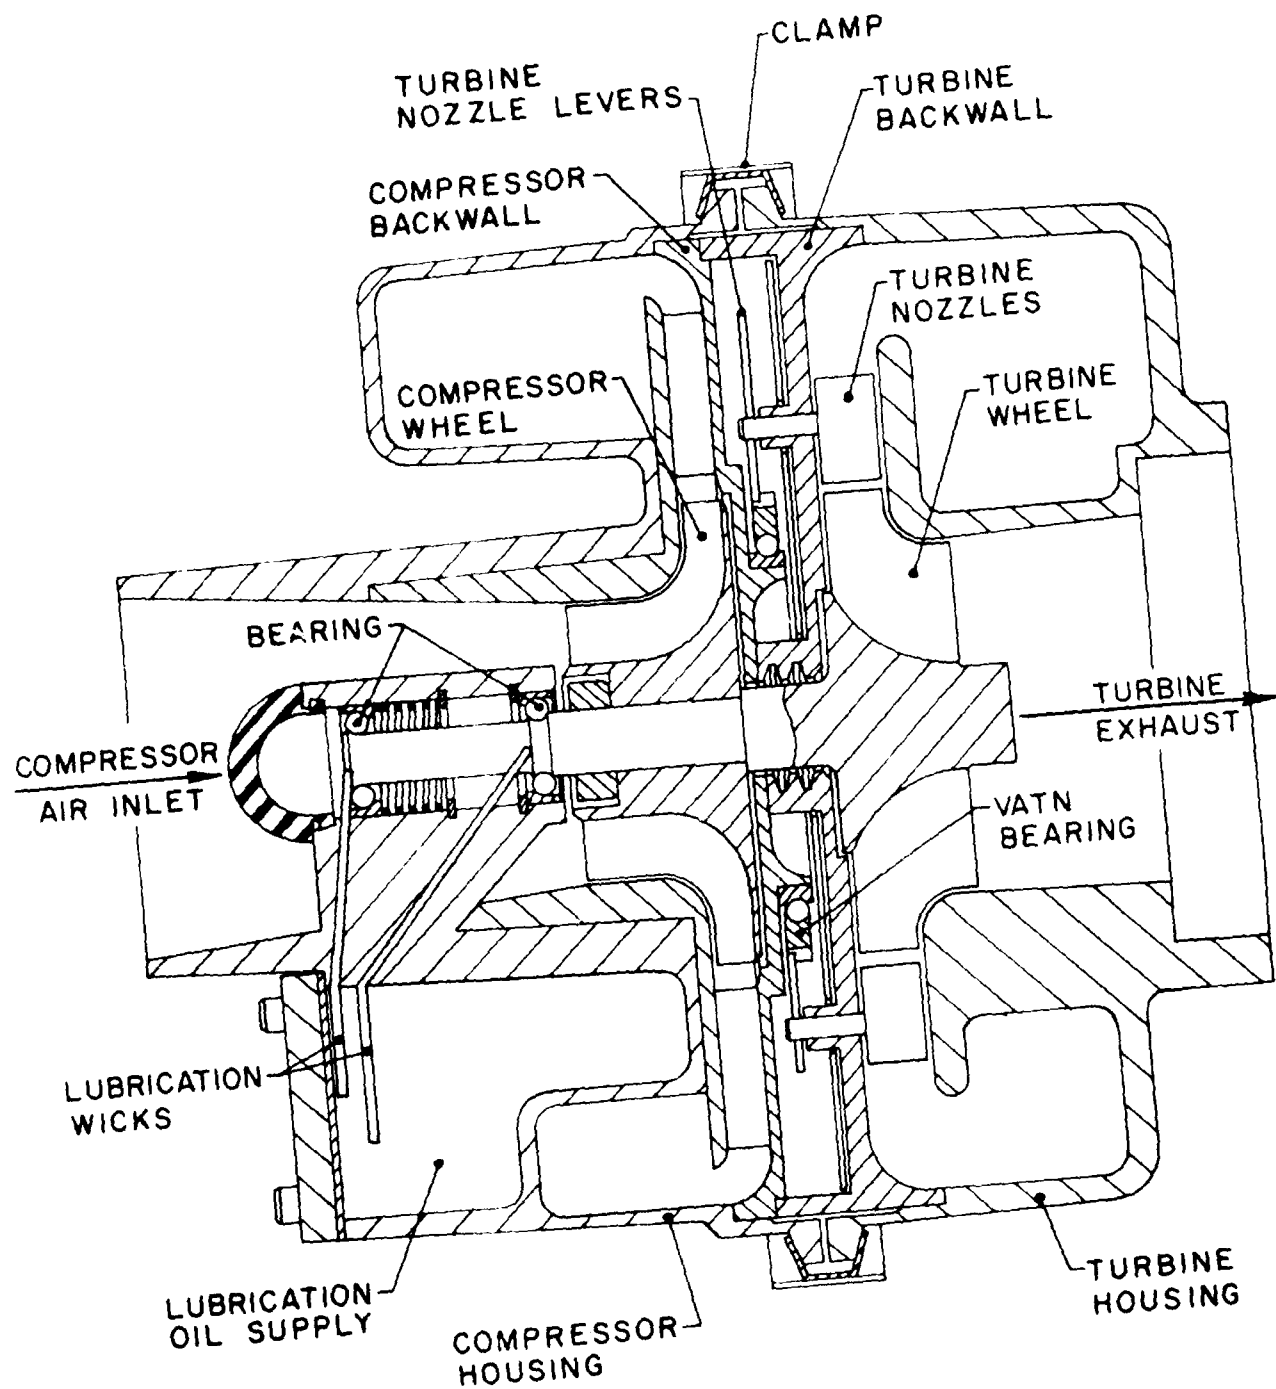 CLAMP
TURBINE
NOZZLE LEVERS
TURBINE
BACKWALL
COMPRESSOR
BACKWALL
TURBINE
NOZZLES
COMPRESSOR
WHEEL
TURBINE
WHEEL
BEARING
TURBINE
EXHAUST
COMPRESSOR
AIR INLET
VATN
BEARING
LUBRICATION
WICKS
LUBRICATION
OIL SUPPLY
COMPRESSOR
HOUSING
TURBINE
HOUSING